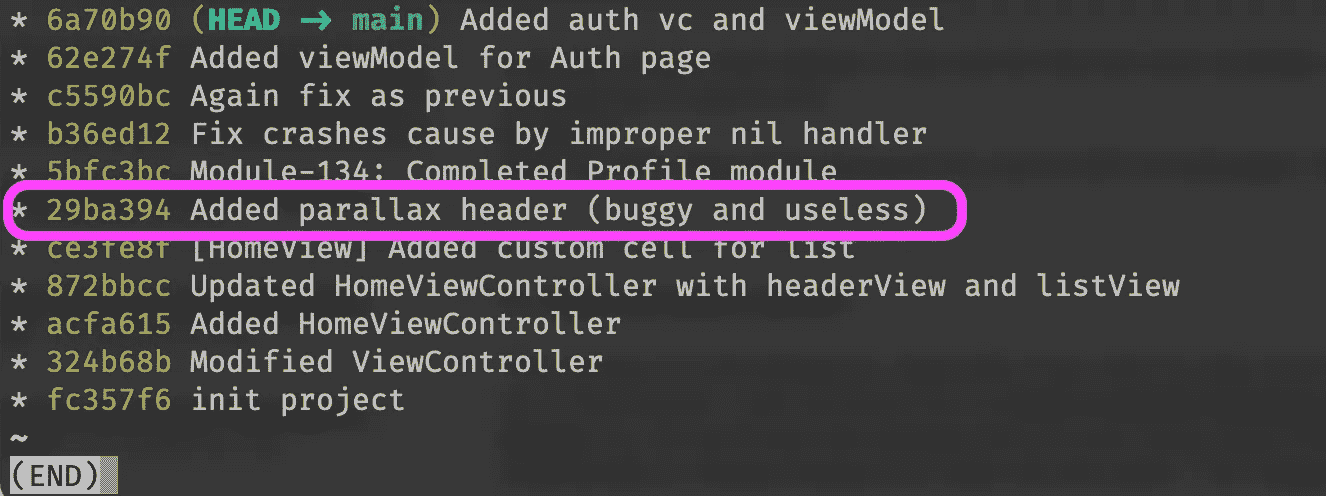 * 6a70b90 (HEAD → main) Added auth vc and viewModel
* 62e274f Added viewModel for Auth page
* c5590bc Again fix as previous
* b36ed12 Fix crashes cause by improper nil handler
* 5bfc3bc Module-134: Completed Profile module
* 29ba394 Added parallax header (buggy and useless)
* ce3fe8f [HomeView] Added custom cell for list
* 872bbcc Updated HomeViewController with headerView and listView
* acfa615 Added HomeViewController
* 324b68b Modified ViewController
* fc357f6 init project
~
(END)